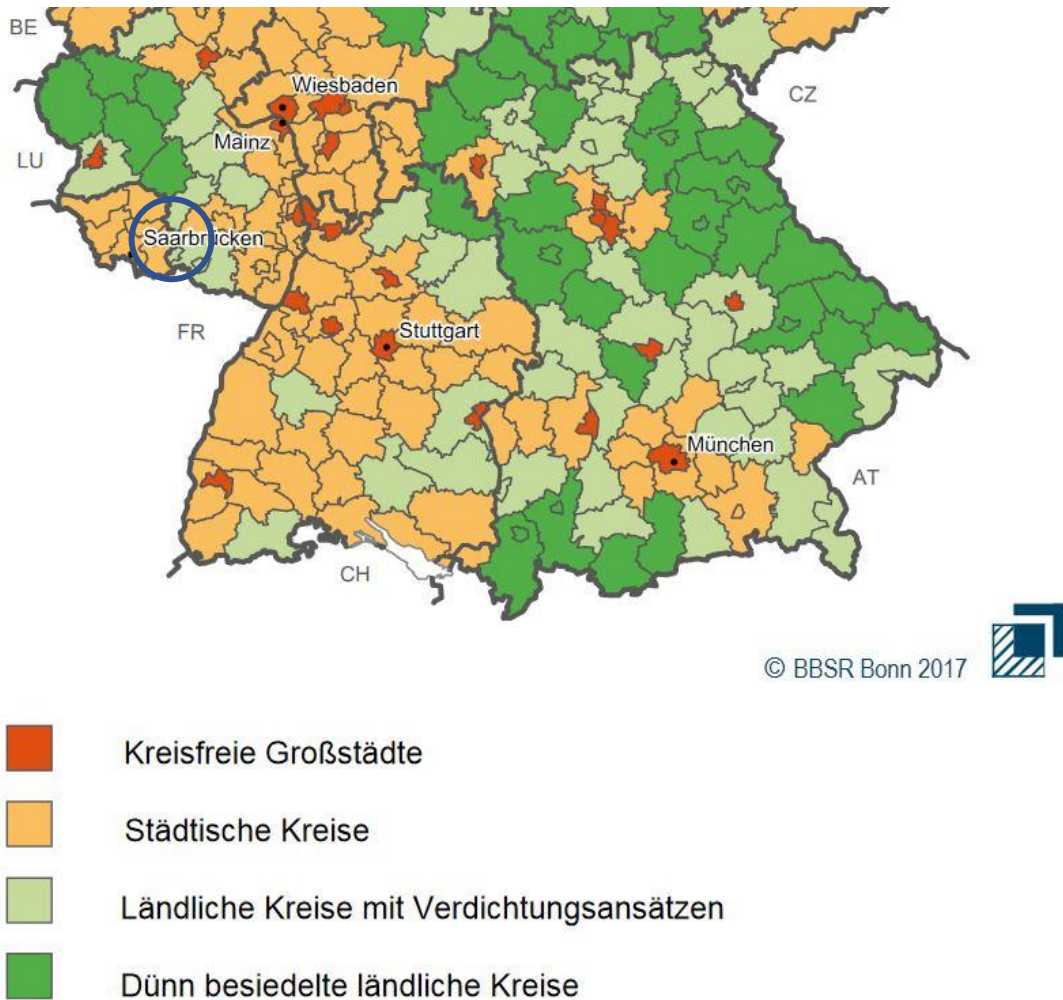 BE
Wiesbaden
CZ
Mainz
LU
Saarbrücken
FR
Stuttgart
München
AT
CH
© BBSR Bonn 2017
Kreisfreie Großstädte
Städtische Kreise
Ländliche Kreise mit Verdichtungsansätzen
Dünn besiedelte ländliche Kreise